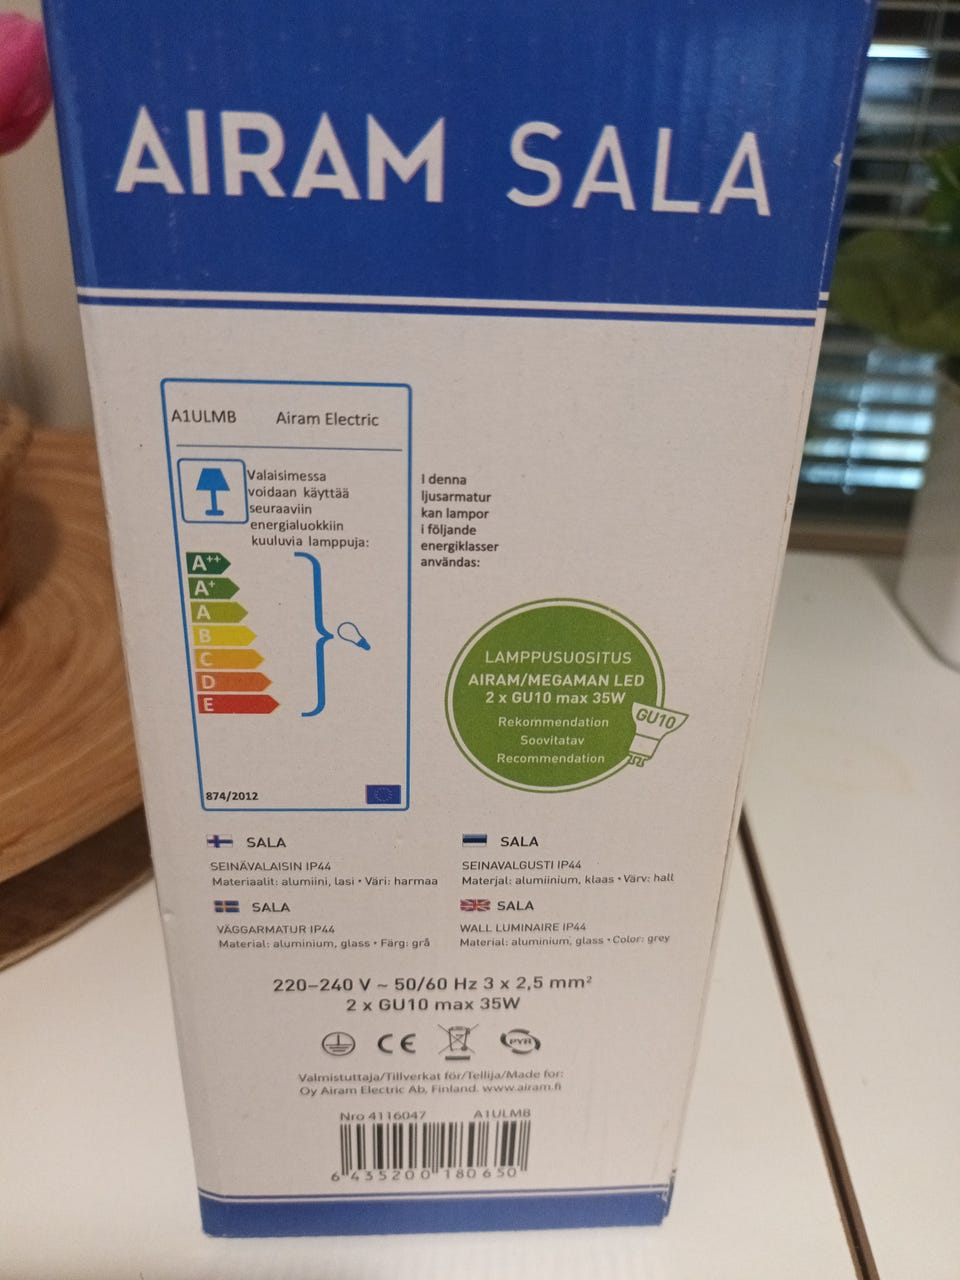 AIRAM SALA
A1ULMB Airam Electric
Valaisimessa
voidaan käyttää
seuraaviin
energialuokkiin
kuuluvia lamppuja:
I denna
ljusarmatur
kan lampor
i följande
energiklasser
användas:
A++
A+
A
B
C
D
E
874/2012
LAMPPUSUOSITUS
AIRAM/MEGAMAN LED
2 x GU10 max 35W
Rekommendation
Soovitatav
Recommendation
GU10
SALA
SEINÄVALAISIN IP44
Materiaalit: alumiini, lasi • Väri: harmaa
SALA
SEINAVALGUSTI IP44
Materjal: alumiinium, klaas • Värv: hall
SALA
VÄGGARMATUR IP44
Material: aluminium, glass • Färg: grå
SALA
WALL LUMINAIRE IP44
Material: aluminium, glass • Color: grey
220–240 V ~ 50/60 Hz 3 x 2,5 mm²
2 x GU10 max 35W
CE
PYR
Valmistuttaja/Tillverkat för/Tellija/Made for:
Oy Airam Electric Ab, Finland. www.airam.fi
Nro 4116047 A1ULMB
6 435200 180650